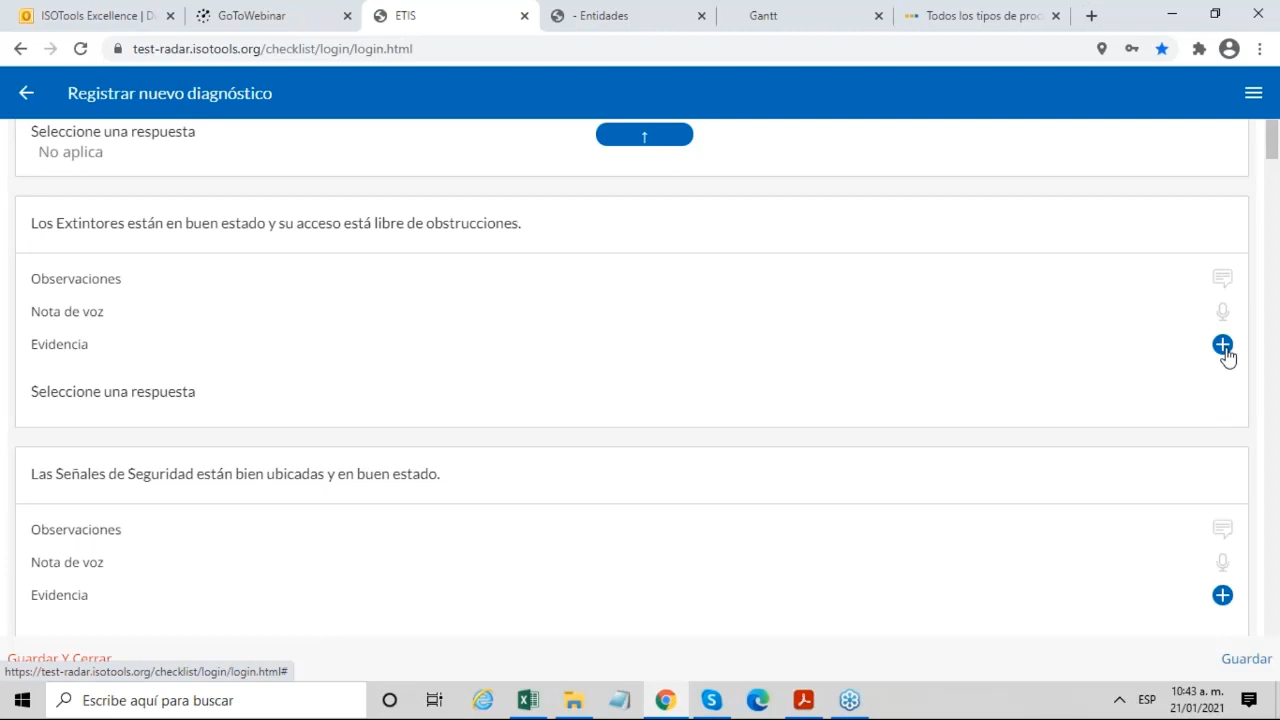 ISOTools Excellence | D
GoToWebinar
ETIS
- Entidades
Gantt
Todos los tipos de proc
test-radar.isotools.org/checklist/login/login.html
Registrar nuevo diagnóstico
Seleccione una respuesta
No aplica
↑
Los Extintores están en buen estado y su acceso está libre de obstrucciones.
Observaciones
Nota de voz
Evidencia
Seleccione una respuesta
Las Señales de Seguridad están bien ubicadas y en buen estado.
Observaciones
Nota de voz
Evidencia
Guardar Y Cerrar
Guardar
https://test-radar.isotools.org/checklist/login/login.html#
Escribe aquí para buscar
ESP
10:43 a. m.
21/01/2021